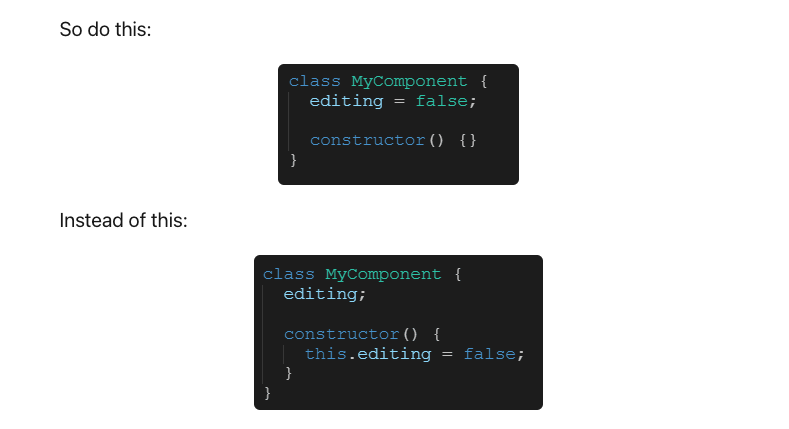 So do this:
class MyComponent {
editing = false;
constructor() {}
}
Instead of this:
class MyComponent {
editing;
constructor() {
this.editing = false;
}
}